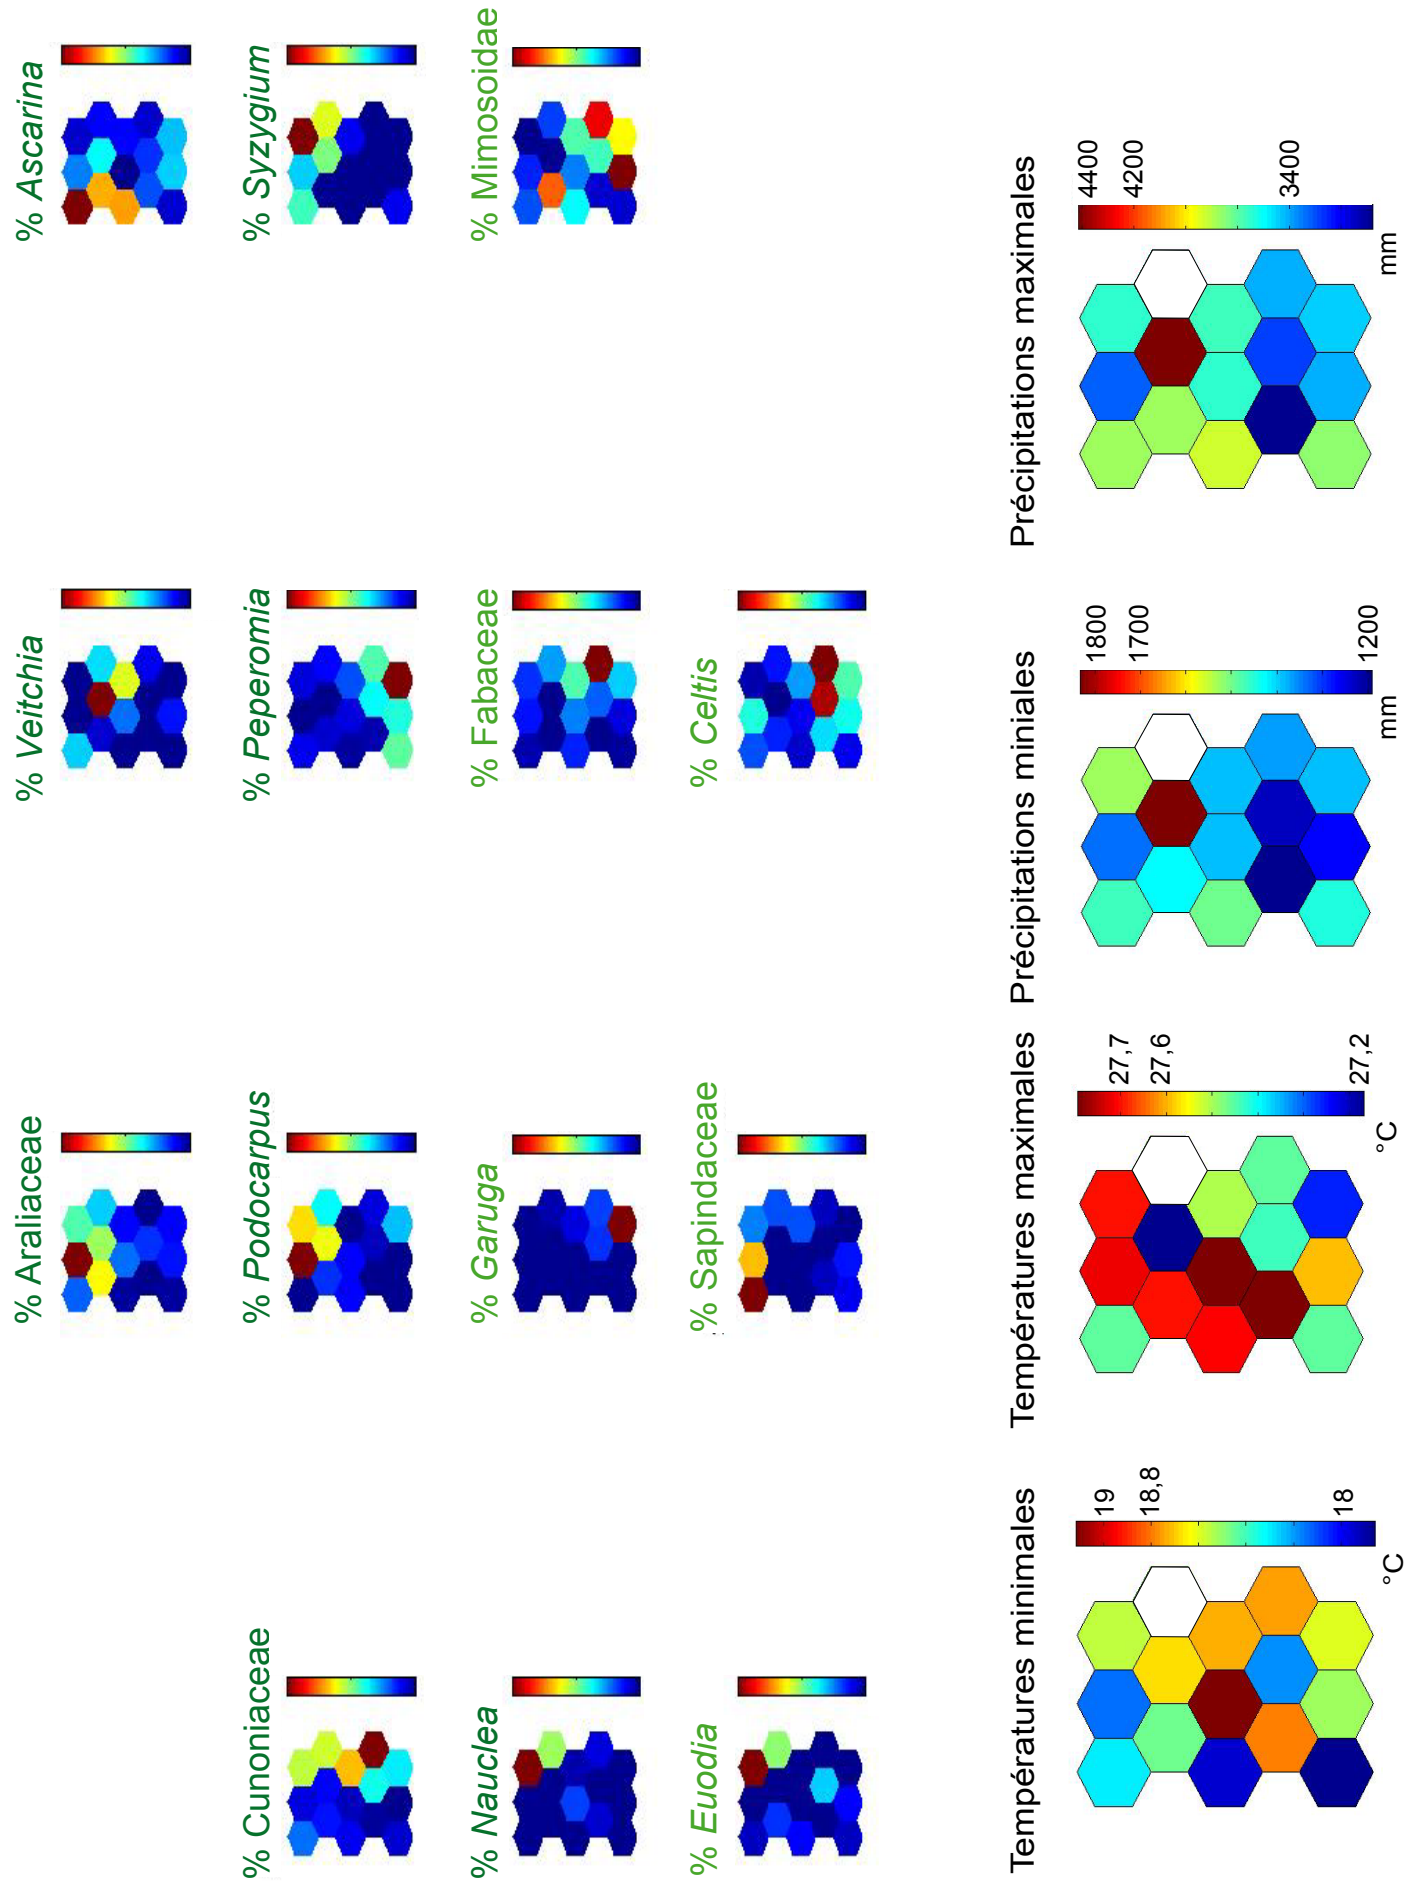 % Araliaceae
% Veitchia
% Ascarina
% Cunoniaceae
% Podocarpus
% Peperomia
% Syzygium
% Nauclea
% Garuga
% Fabaceae
% Mimosoidae
% Euodia
% Sapindaceae
% Celtis
Températures minimales
19
18,8
18
°C
Températures maximales
27,7
27,6
27,2
°C
Précipitations miniales
1800
1700
1200
mm
Précipitations maximales
4400
4200
3400
mm